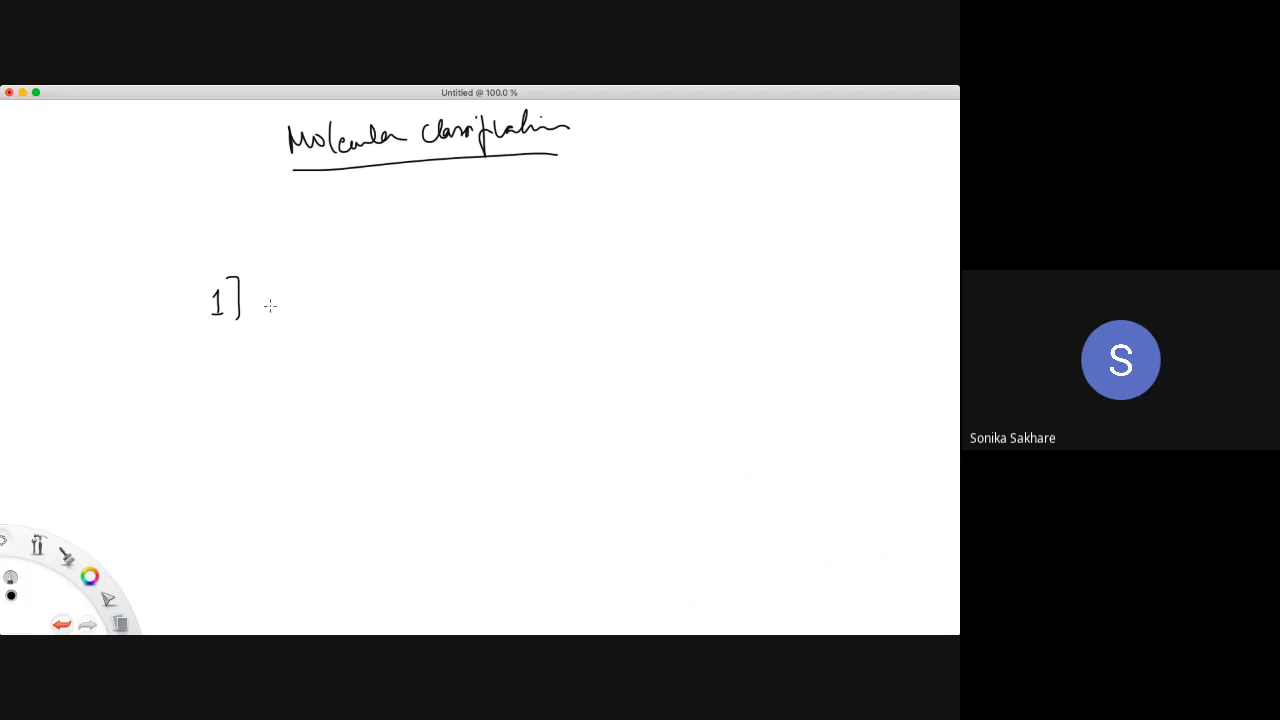 Untitled @ 100.0 %
Molecular classification
1]
S
Sonika Sakhare